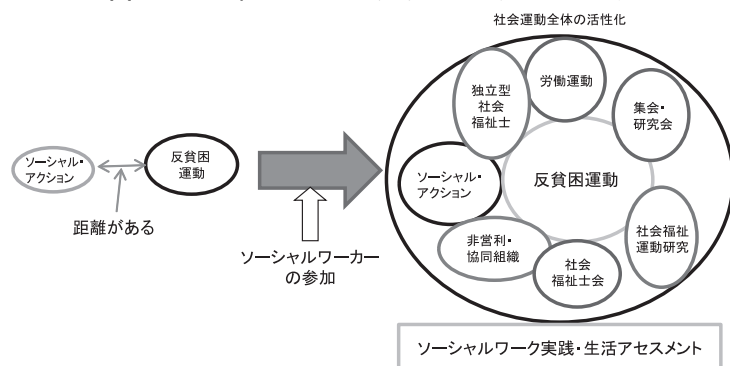 社会運動全体の活性化
ソーシャル・
アクション
反貧困
運動
距離がある
ソーシャルワーカー
の参加
独立型
社会
福祉士
労働運動
集会・
研究会
ソーシャル・
アクション
反貧困運動
非営利・
協同組織
社会
福祉士会
社会福祉
運動研究
ソーシャルワーク実践・生活アセスメント